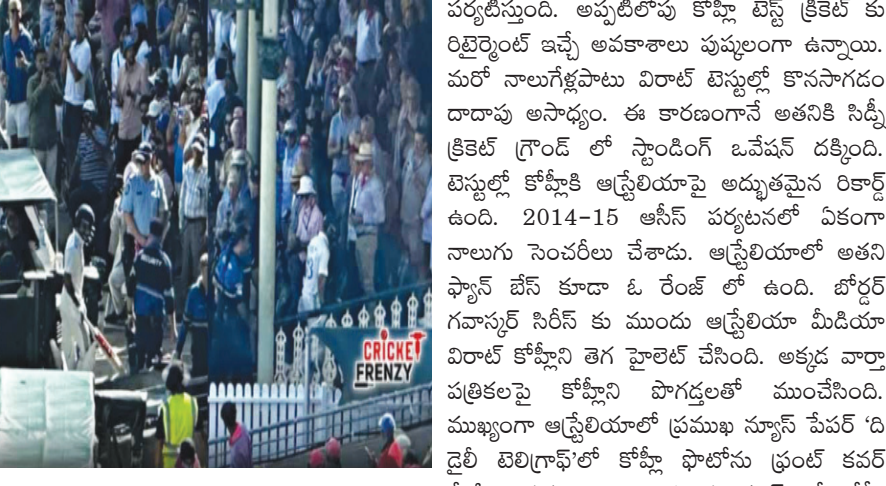 పర్యటిస్తుంది. అప్పటిలోపు కోహ్లి టెస్ట్ క్రికెట్ కు
రిటైర్మెంట్ ఇచ్చే అవకాశాలు పుష్కలంగా ఉన్నాయి.
మరో నాలుగేళ్లపాటు విరాట్ టెస్టుల్లో కొనసాగడం
దాదాపు అసాధ్యం. ఈ కారణంగానే అతనికి సిడ్నీ
క్రికెట్ గ్రౌండ్ లో స్టాండింగ్ ఒవేషన్ దక్కింది.
టెస్టుల్లో కోహ్లికి ఆస్ట్రేలియాపై అద్భుతమైన రికార్డ్
ఉంది. 2014-15 ఆసీస్ పర్యటనలో ఏకంగా
నాలుగు సెంచరీలు చేశాడు. ఆస్ట్రేలియాలో అతని
ఫ్యాన్ బేస్ కూడా ఓ రేంజ్ లో ఉంది. బోర్డర్
గవాస్కర్ సిరీస్ కు ముందు ఆస్ట్రేలియా మీడియా
విరాట్ కోహ్లిని తెగ హైలెట్ చేసింది. అక్కడ వార్తా
పత్రికలపై కోహ్లీని పొగడ్తలతో ముంచేసింది.
ముఖ్యంగా ఆస్ట్రేలియాలో ప్రముఖ న్యూస్ పేపర్ ‘ది
డైలీ టెలిగ్రాఫ్’లో కోహ్లీ ఫొటోను ఫ్రంట్ కవర్
CRICKET
FRENZY